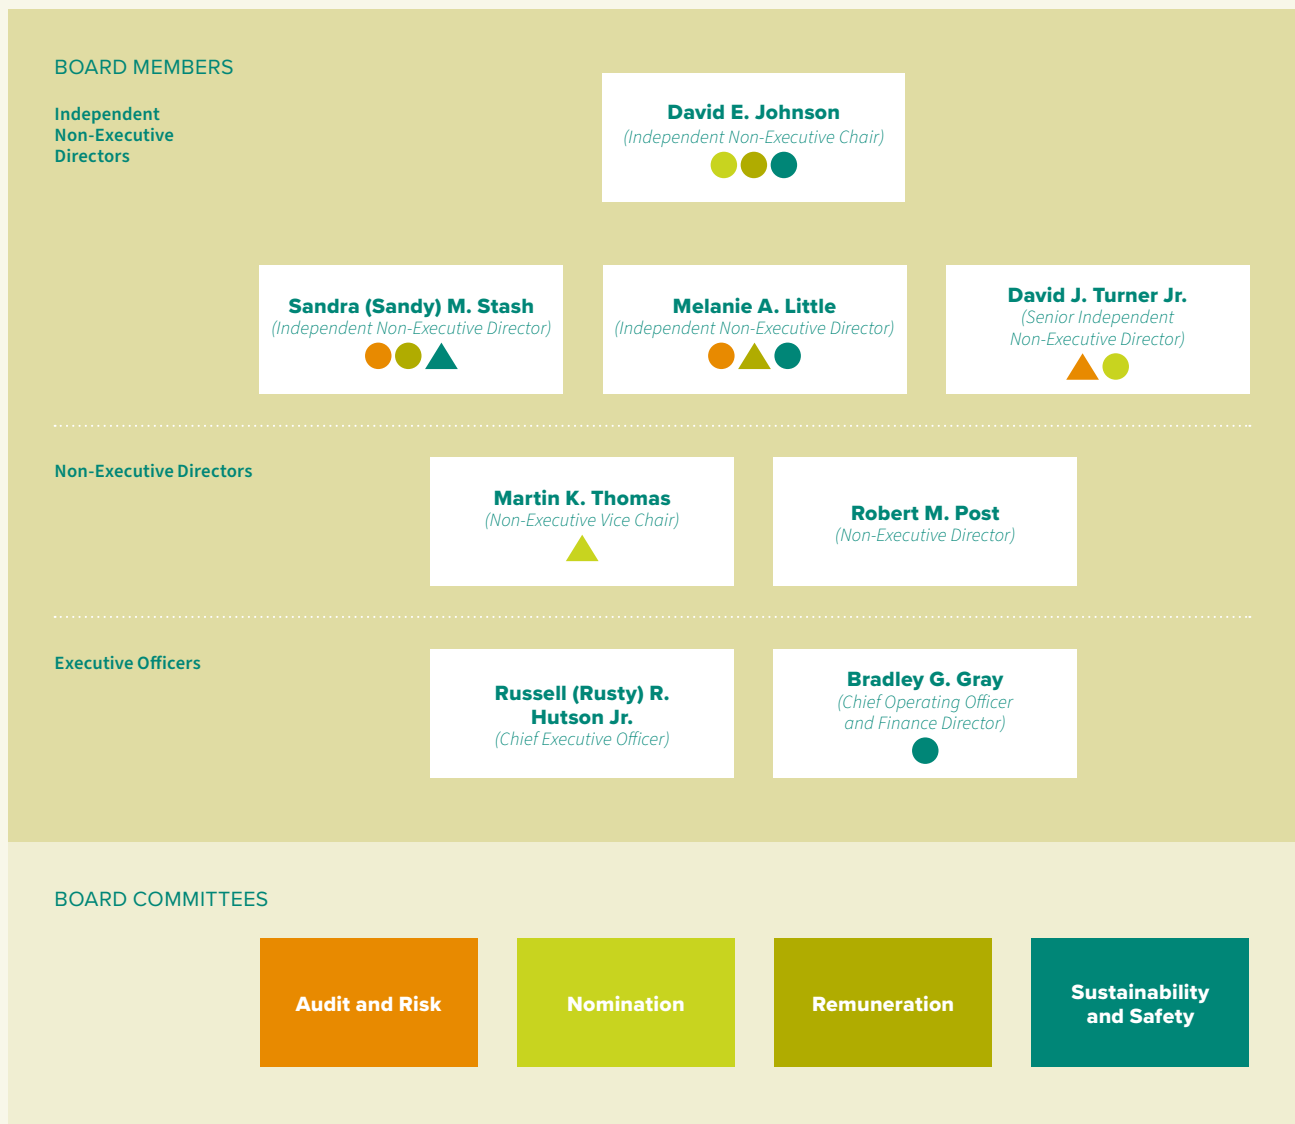 BOARD MEMBERS
Independent
Non-Executive
Directors
David E. Johnson
(Independent Non-Executive Chair)
Sandra (Sandy) M. Stash
(Independent Non-Executive Director)
Melanie A. Little
(Independent Non-Executive Director)
David J. Turner Jr.
(Senior Independent
Non-Executive Director)
Non-Executive Directors
Martin K. Thomas
(Non-Executive Vice Chair)
Robert M. Post
(Non-Executive Director)
Executive Officers
Russell (Rusty) R.
Hutson Jr.
(Chief Executive Officer)
Bradley G. Gray
(Chief Operating Officer
and Finance Director)
BOARD COMMITTEES
Audit and Risk
Nomination
Remuneration
Sustainability
and Safety